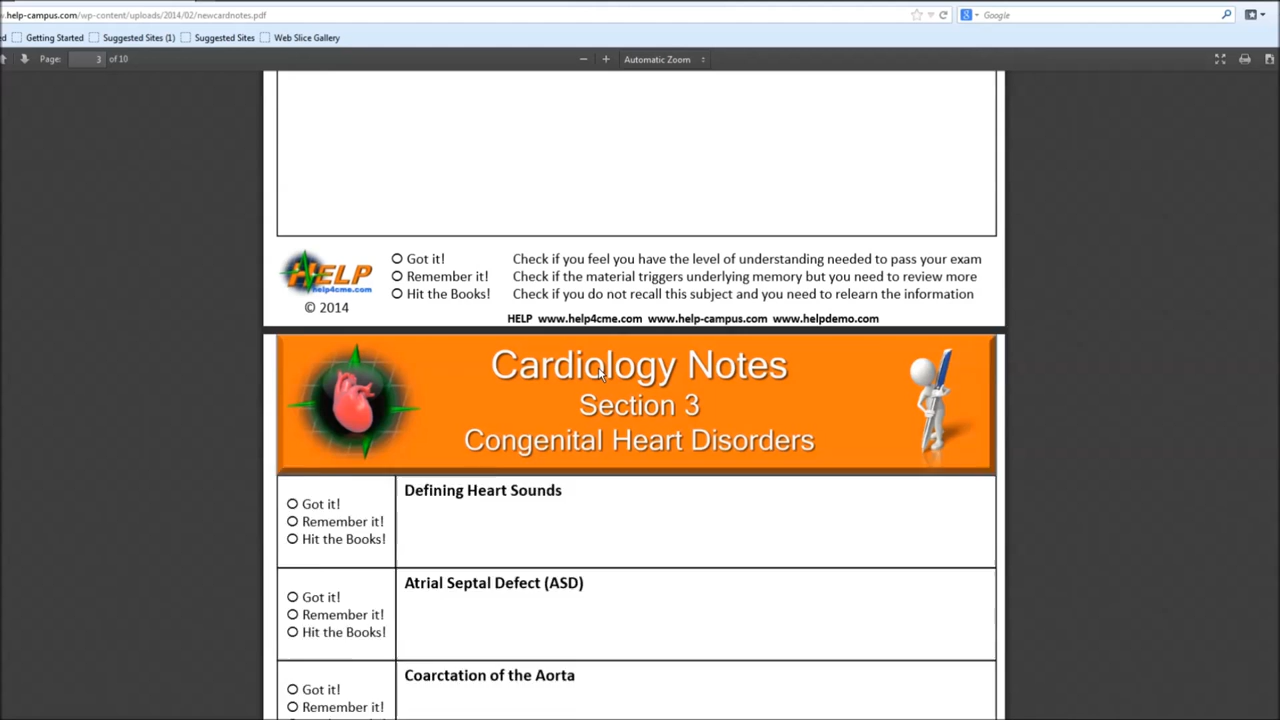 .help-campus.com/wp-content/uploads/2014/02/newcardnotes.pdf
Google
Getting Started Suggested Sites (1) Suggested Sites Web Slice Gallery
Page: 3 of 10 Automatic Zoom
Got it! Check if you feel you have the level of understanding needed to pass your exam
Remember it! Check if the material triggers underlying memory but you need to review more
Hit the Books! Check if you do not recall this subject and you need to relearn the information
HELP
help4cme.com
© 2014
HELP www.help4cme.com www.help-campus.com www.helpdemo.com
Cardiology Notes
Section 3
Congenital Heart Disorders
Defining Heart Sounds
Got it!
Remember it!
Hit the Books!
Atrial Septal Defect (ASD)
Got it!
Remember it!
Hit the Books!
Coarctation of the Aorta
Got it!
Remember it!